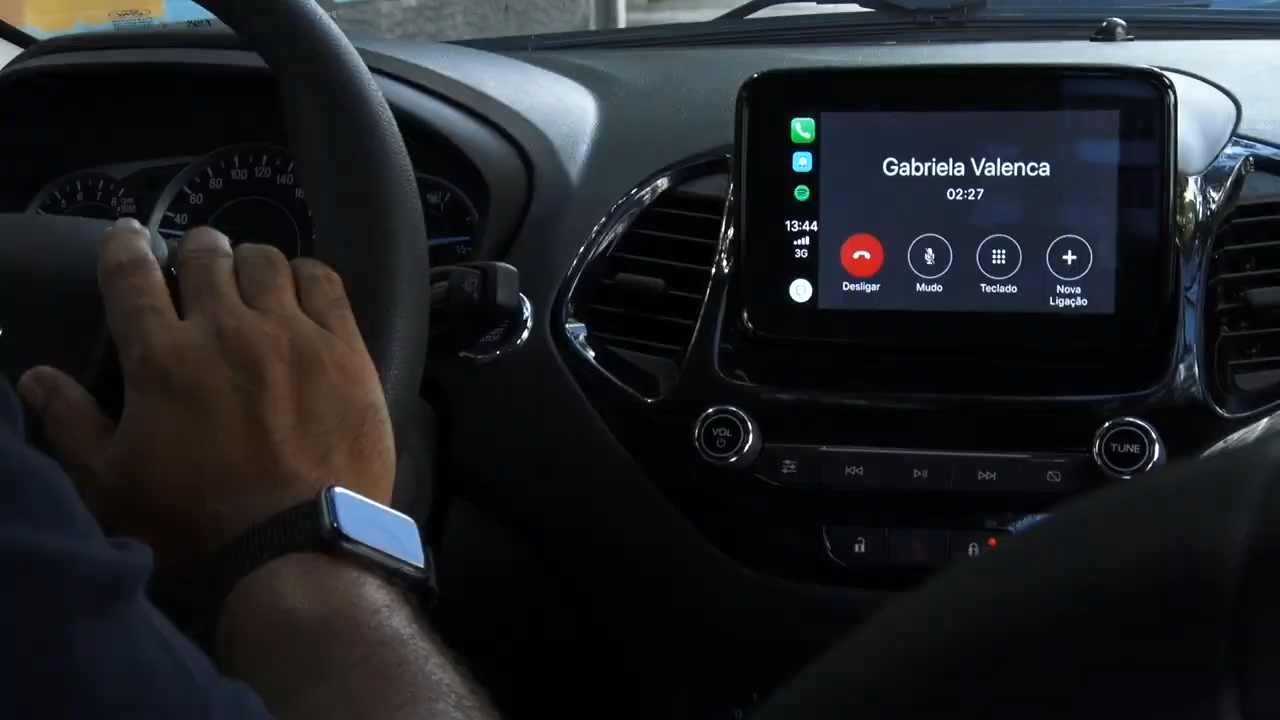 Gabriela Valenca
02:27
13:44
3G
Desligar
Mudo
Teclado
Nova
Ligação
40
60
80
100
120
140
VOL
TUNE